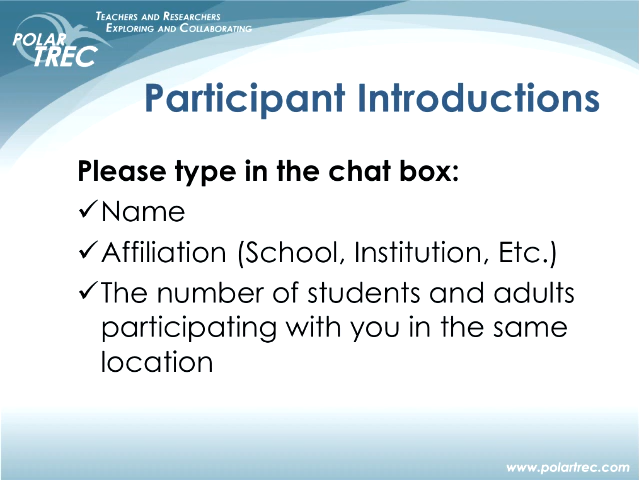 Teachers and Researchers
Exploring and Collaborating
POLAR
TREC
Participant Introductions
Please type in the chat box:
✓Name
✓Affiliation (School, Institution, Etc.)
✓The number of students and adults
participating with you in the same
location
www.polartrec.com